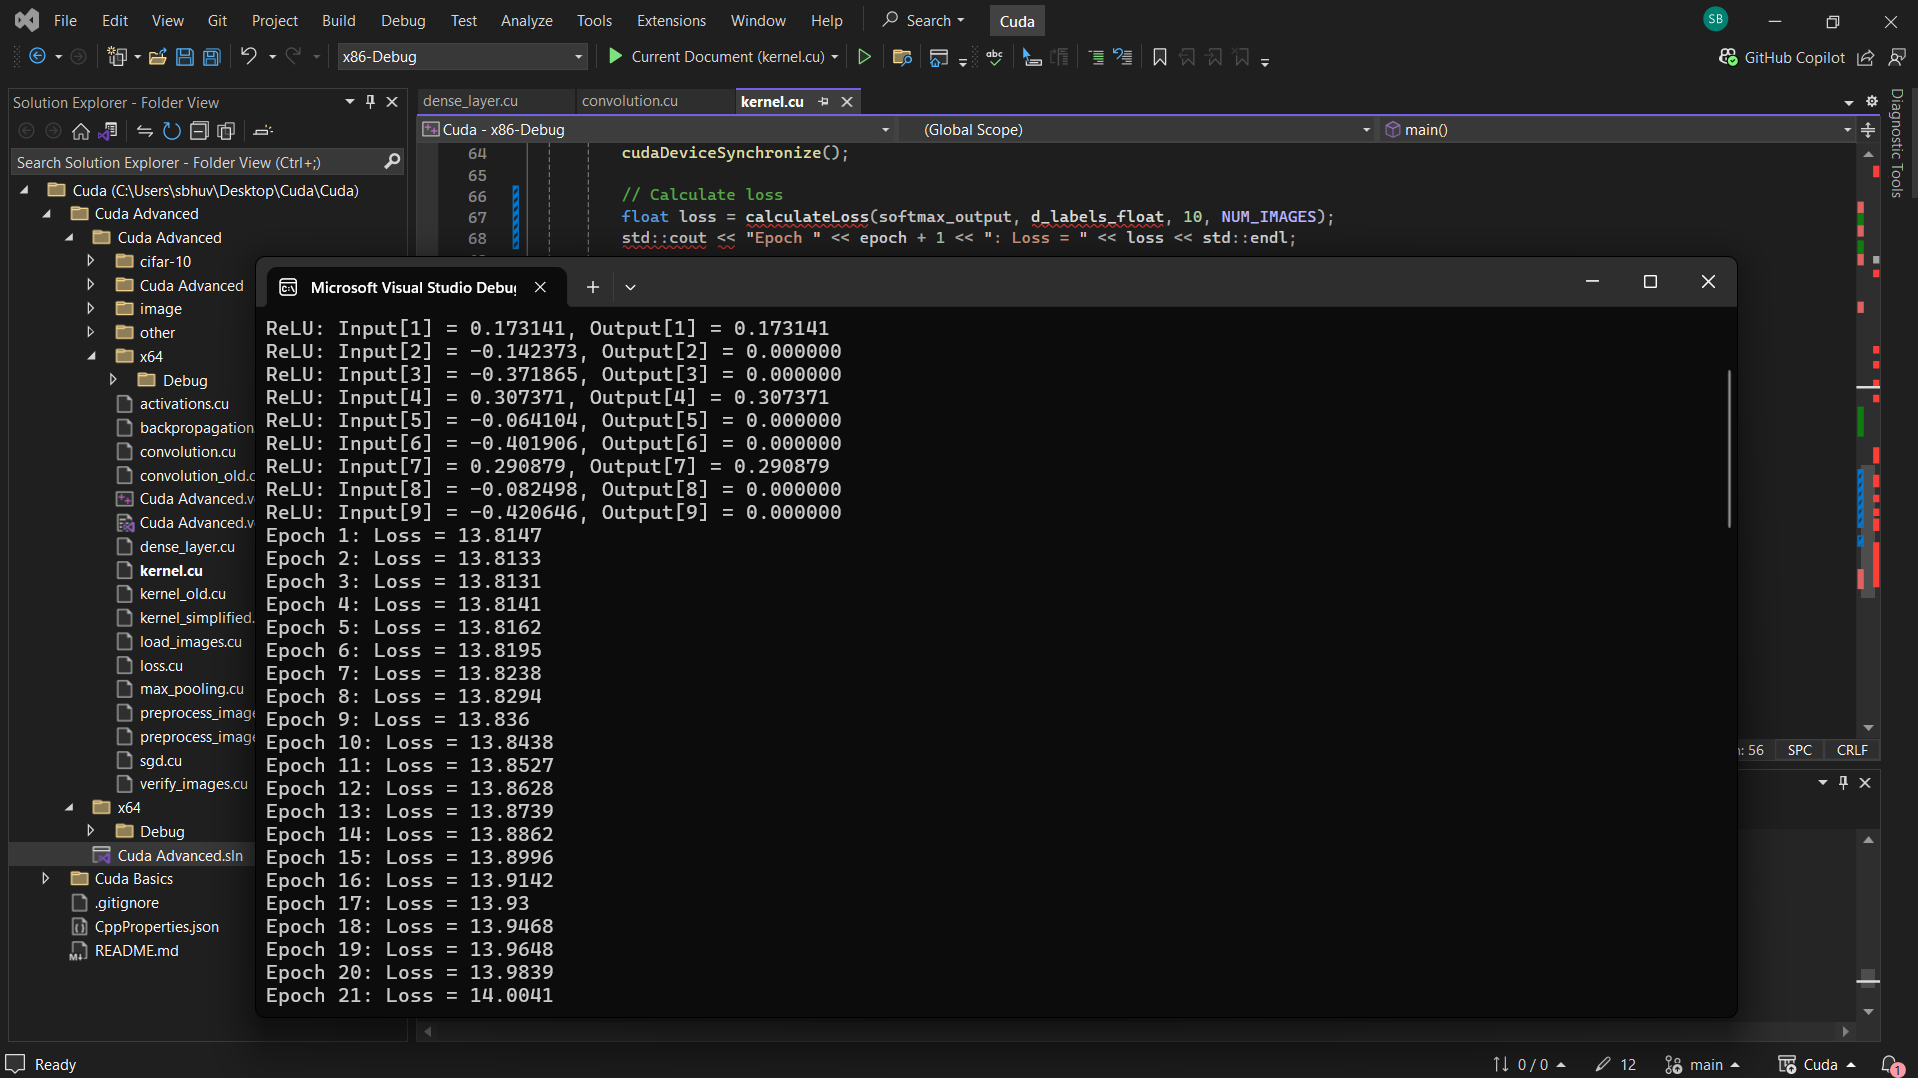 File Edit View Git Project Build Debug Test Analyze Tools Extensions Window Help Search Cuda SB
x86-Debug Current Document (kernel.cu) abc GitHub Copilot
Solution Explorer - Folder View
Search Solution Explorer - Folder View (Ctrl+;)
Cuda (C:\Users\sbhuv\Desktop\Cuda\Cuda)
Cuda Advanced
Cuda Advanced
cifar-10
Cuda Advanced
image
other
x64
Debug
activations.cu
backpropagation
convolution.cu
convolution_old.c
Cuda Advanced.v
Cuda Advanced.v
dense_layer.cu
kernel.cu
kernel_old.cu
kernel_simplified.
load_images.cu
loss.cu
max_pooling.cu
preprocess_image
preprocess_image
sgd.cu
verify_images.cu
x64
Debug
Cuda Advanced.sln
Cuda Basics
.gitignore
CppProperties.json
README.md
dense_layer.cu convolution.cu kernel.cu
Cuda - x86-Debug (Global Scope) main()
64 cudaDeviceSynchronize();
65
66 // Calculate loss
67 float loss = calculateLoss(softmax_output, d_labels_float, 10, NUM_IMAGES);
68 std::cout << "Epoch " << epoch + 1 << ": Loss = " << loss << std::endl;
Microsoft Visual Studio Debug
ReLU: Input[1] = 0.173141, Output[1] = 0.173141
ReLU: Input[2] = -0.142373, Output[2] = 0.000000
ReLU: Input[3] = -0.371865, Output[3] = 0.000000
ReLU: Input[4] = 0.307371, Output[4] = 0.307371
ReLU: Input[5] = -0.064104, Output[5] = 0.000000
ReLU: Input[6] = -0.401906, Output[6] = 0.000000
ReLU: Input[7] = 0.290879, Output[7] = 0.290879
ReLU: Input[8] = -0.082498, Output[8] = 0.000000
ReLU: Input[9] = -0.420646, Output[9] = 0.000000
Epoch 1: Loss = 13.8147
Epoch 2: Loss = 13.8133
Epoch 3: Loss = 13.8131
Epoch 4: Loss = 13.8141
Epoch 5: Loss = 13.8162
Epoch 6: Loss = 13.8195
Epoch 7: Loss = 13.8238
Epoch 8: Loss = 13.8294
Epoch 9: Loss = 13.836
Epoch 10: Loss = 13.8438
Epoch 11: Loss = 13.8527
Epoch 12: Loss = 13.8628
Epoch 13: Loss = 13.8739
Epoch 14: Loss = 13.8862
Epoch 15: Loss = 13.8996
Epoch 16: Loss = 13.9142
Epoch 17: Loss = 13.93
Epoch 18: Loss = 13.9468
Epoch 19: Loss = 13.9648
Epoch 20: Loss = 13.9839
Epoch 21: Loss = 14.0041
: 56 SPC CRLF
Diagnostic Tools
Ready 0 / 0 12 main Cuda 1